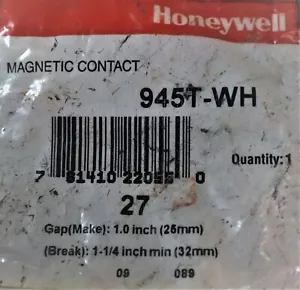 Honeywell
MAGNETIC CONTACT
945T-WH
Quantity: 1
7 81410 22055 0
27
Gap(Make): 1.0 inch (25mm)
(Break): 1-1/4 inch min (32mm)
09 089